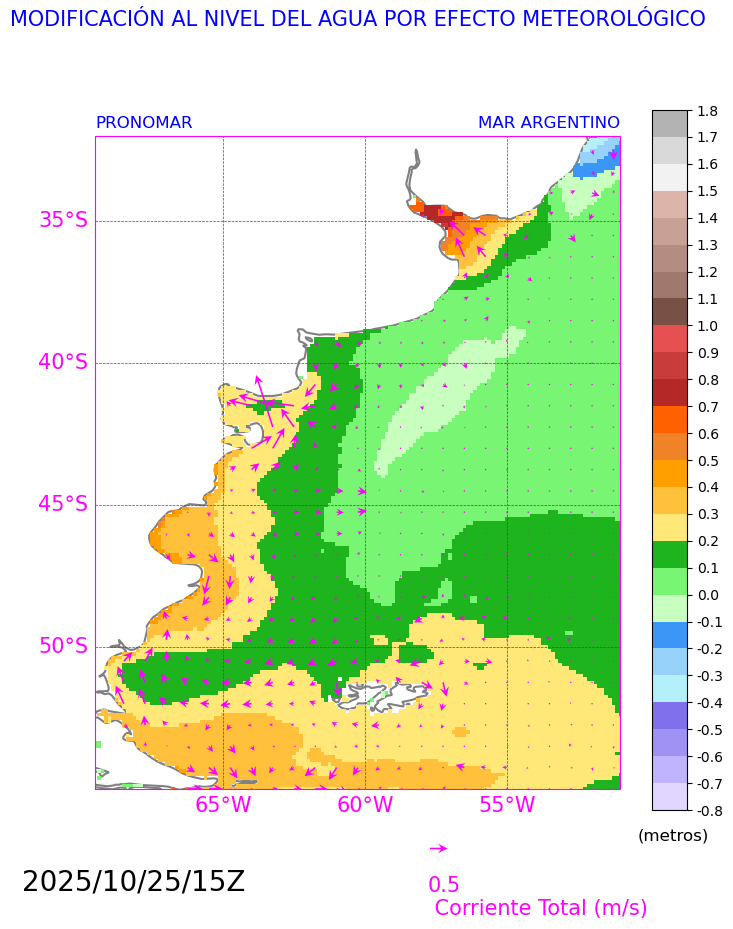 MODIFICACIÓN AL NIVEL DEL AGUA POR EFECTO METEOROLÓGICO
PRONOMAR
MAR ARGENTINO
35°S
40°S
45°S
50°S
65°W
60°W
55°W
1.8
1.7
1.6
1.5
1.4
1.3
1.2
1.1
1.0
0.9
0.8
0.7
0.6
0.5
0.4
0.3
0.2
0.1
0.0
-0.1
-0.2
-0.3
-0.4
-0.5
-0.6
-0.7
-0.8
(metros)
2025/10/25/15Z
0.5
Corriente Total (m/s)